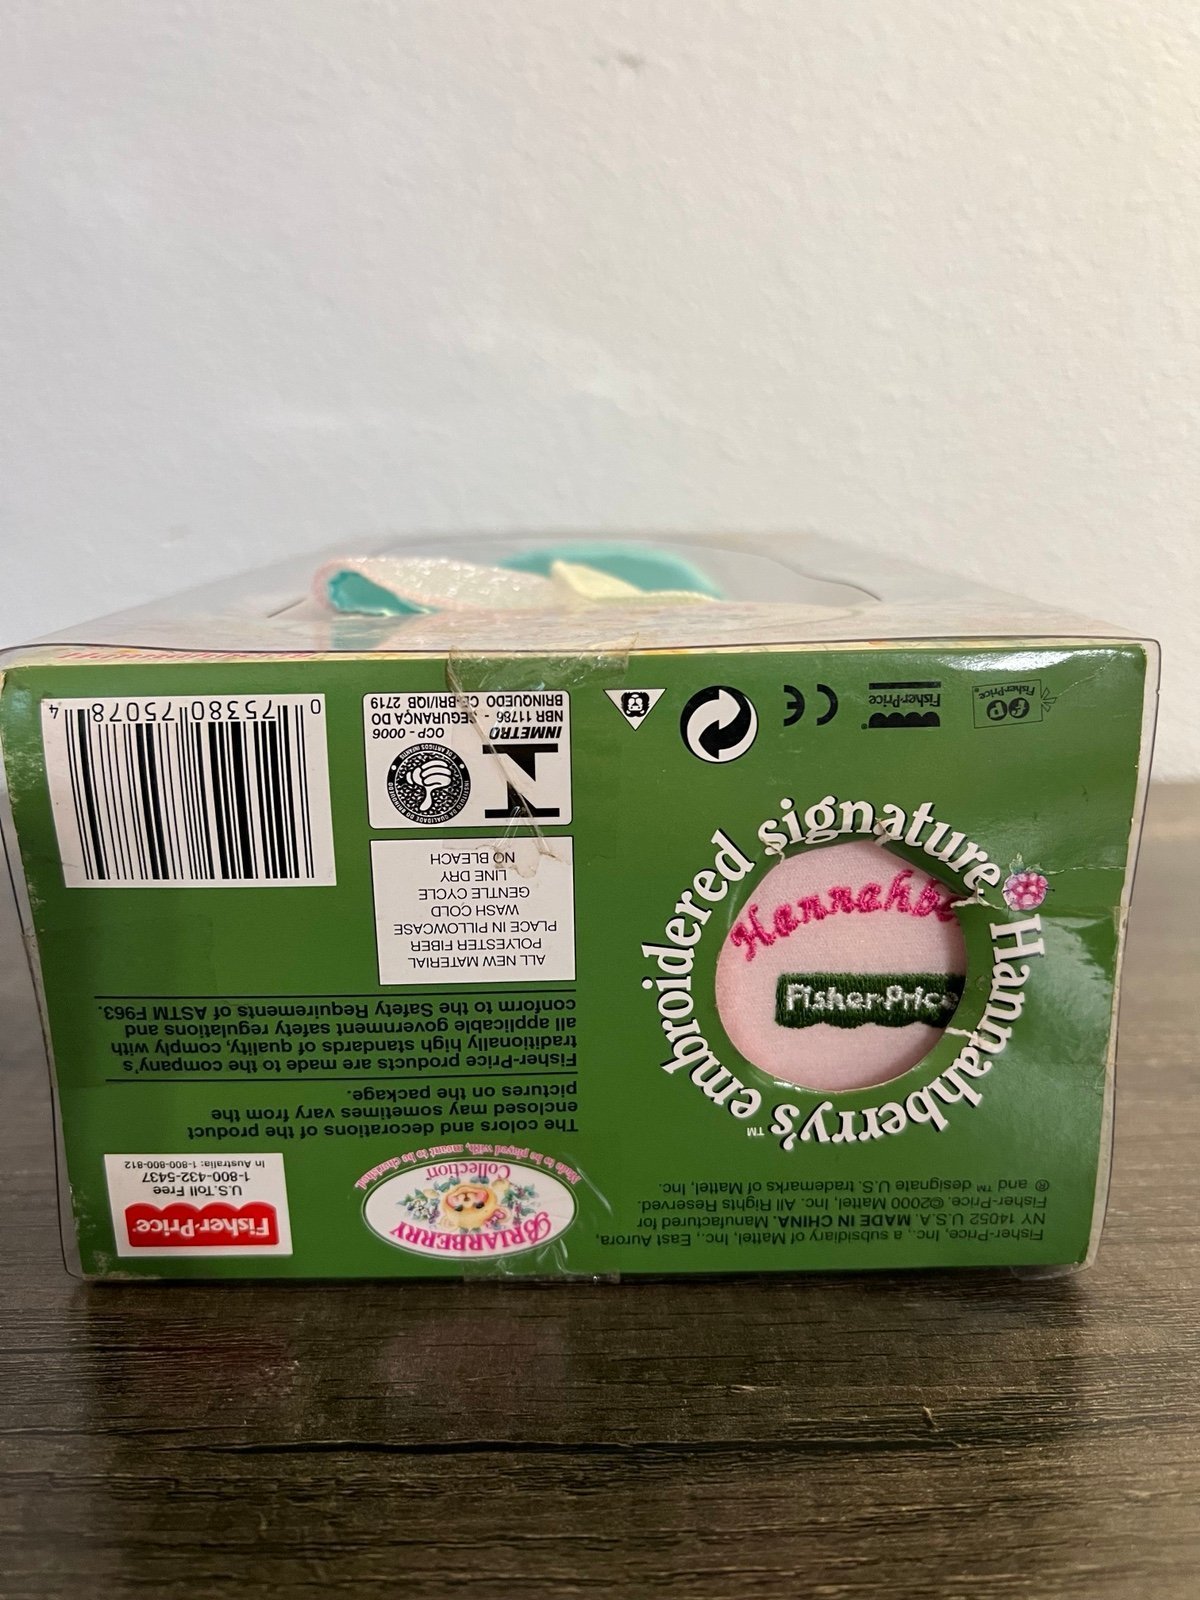 Fisher-Price, Inc., a subsidiary of Mattel, Inc., East Aurora,
NY 14052 U.S.A. MADE IN CHINA. Manufactured for
Fisher-Price. ©2000 Mattel, Inc. All Rights Reserved.
® and ™ designate U.S. trademarks of Mattel, Inc.
BRIARBERRY
Collection
Made to be played with, meant to be cherished.
Fisher-Price
U.S. Toll Free
1-800-432-5437
In Australia: 1-800-800-812
The colors and decorations of the product
enclosed may sometimes vary from the
pictures on the package.
Fisher-Price products are made to the company's
traditionally high standards of quality, comply with
all applicable government safety regulations and
conform to the Safety Requirements of ASTM F963.
Hannahberry's embroidered signature ™
Hannahbe
Fisher-Price
ALL NEW MATERIAL
POLYESTER FIBER
PLACE IN PILLOWCASE
WASH COLD
GENTLE CYCLE
LINE DRY
NO BLEACH
Fisher-Price
FP
Fisher-Price
CE
INMETRO
OCP - 0006
NBR 11786 - SEGURANÇA DO
BRINQUEDO CE-BRI/IQB 2719
0 75380 75078 4